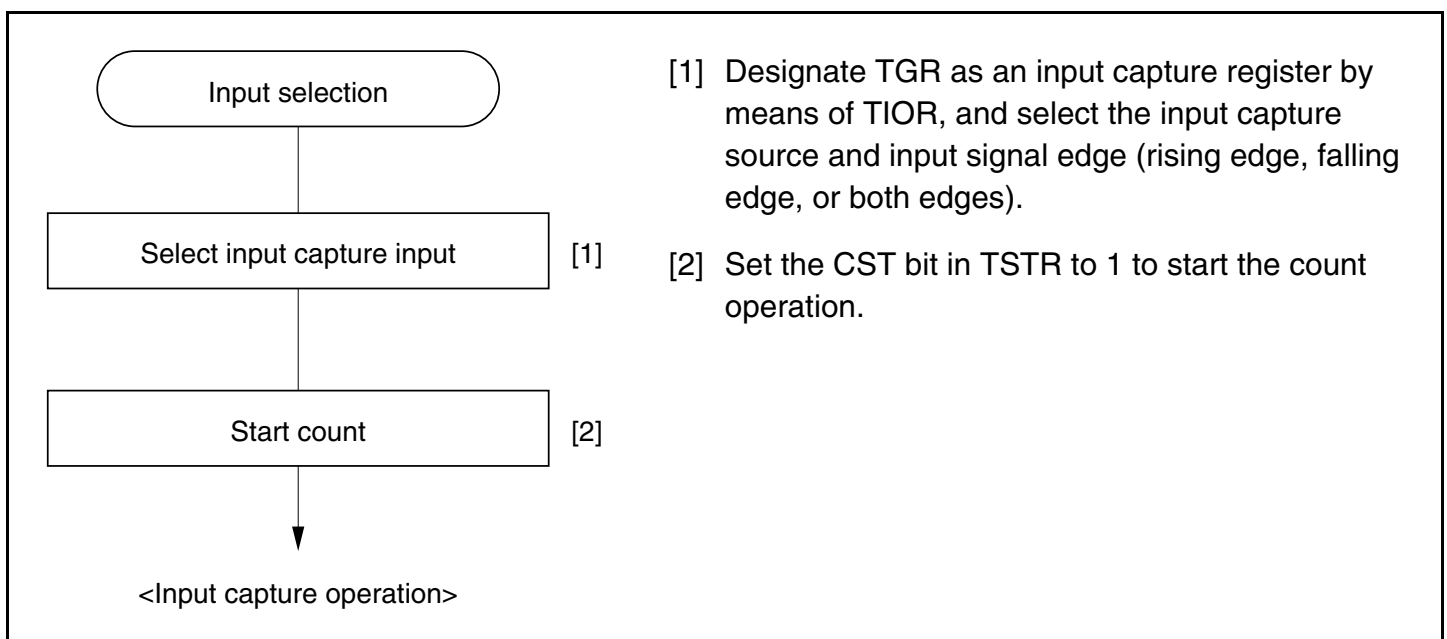 Input selection
Select input capture input
[1]
Start count
[2]
<Input capture operation>
[1] Designate TGR as an input capture register by
means of TIOR, and select the input capture
source and input signal edge (rising edge, falling
edge, or both edges).
[2] Set the CST bit in TSTR to 1 to start the count
operation.